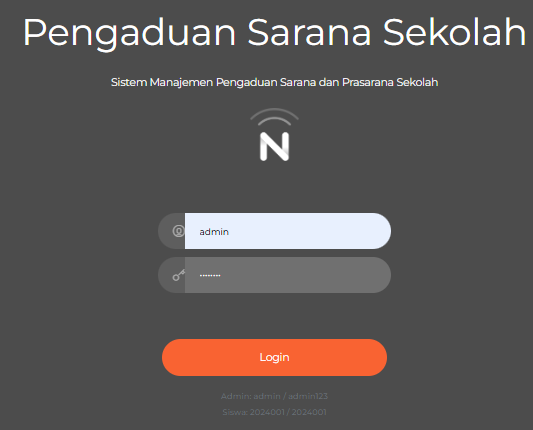 Pengaduan Sarana Sekolah
Sistem Manajemen Pengaduan Sarana dan Prasarana Sekolah
N
admin
••••••••
Login
Admin: admin / admin123
Siswa: 2024001 / 2024001